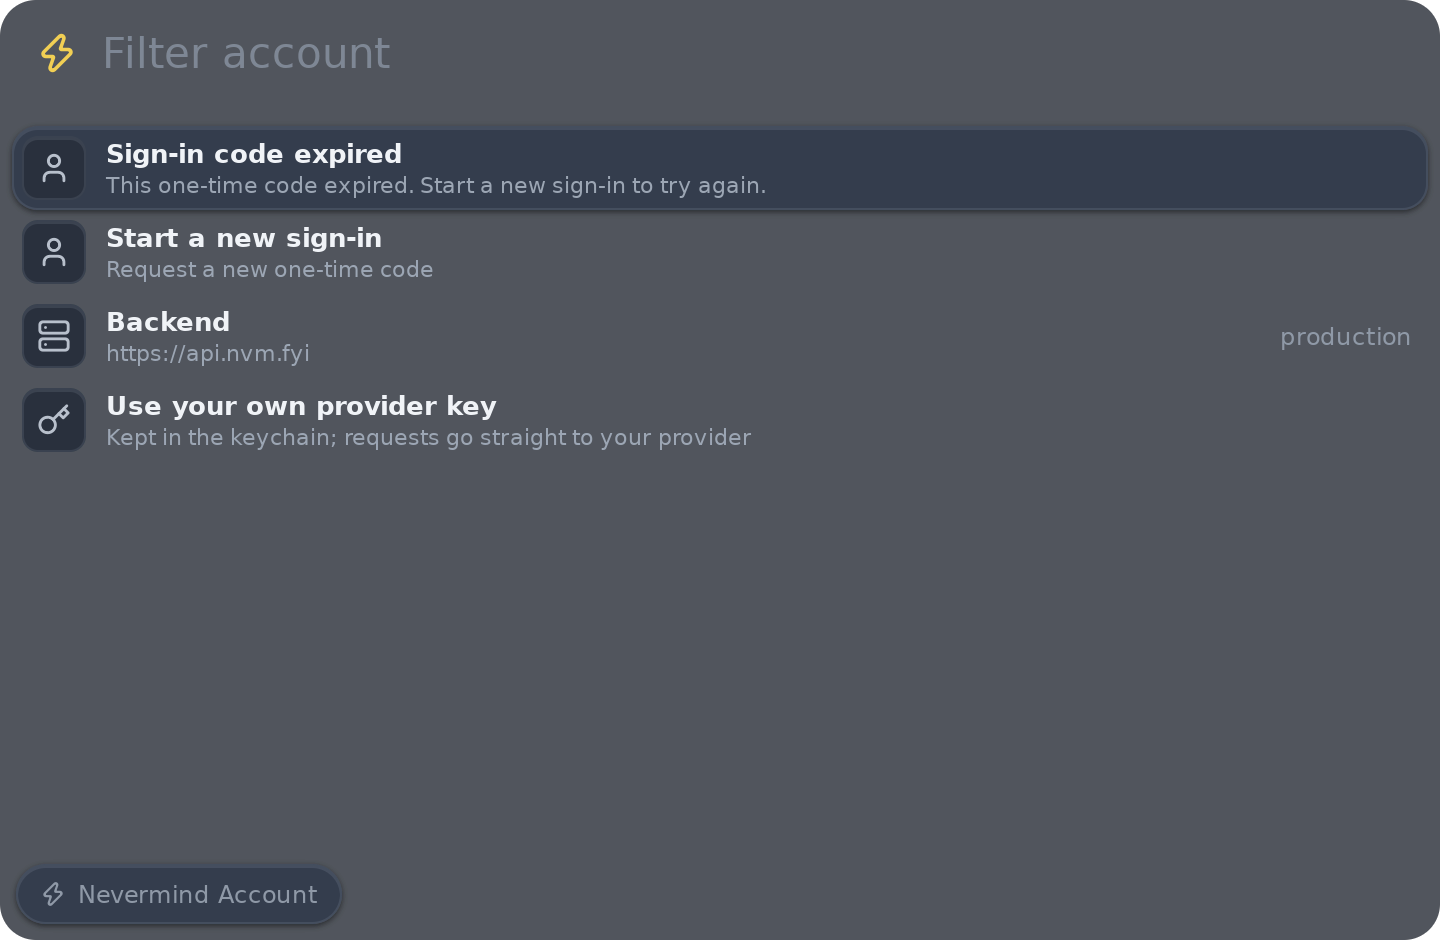 Filter account
Sign-in code expired
This one-time code expired. Start a new sign-in to try again.
Start a new sign-in
Request a new one-time code
Backend
https://api.nvm.fyi
production
Use your own provider key
Kept in the keychain; requests go straight to your provider
Nevermind Account